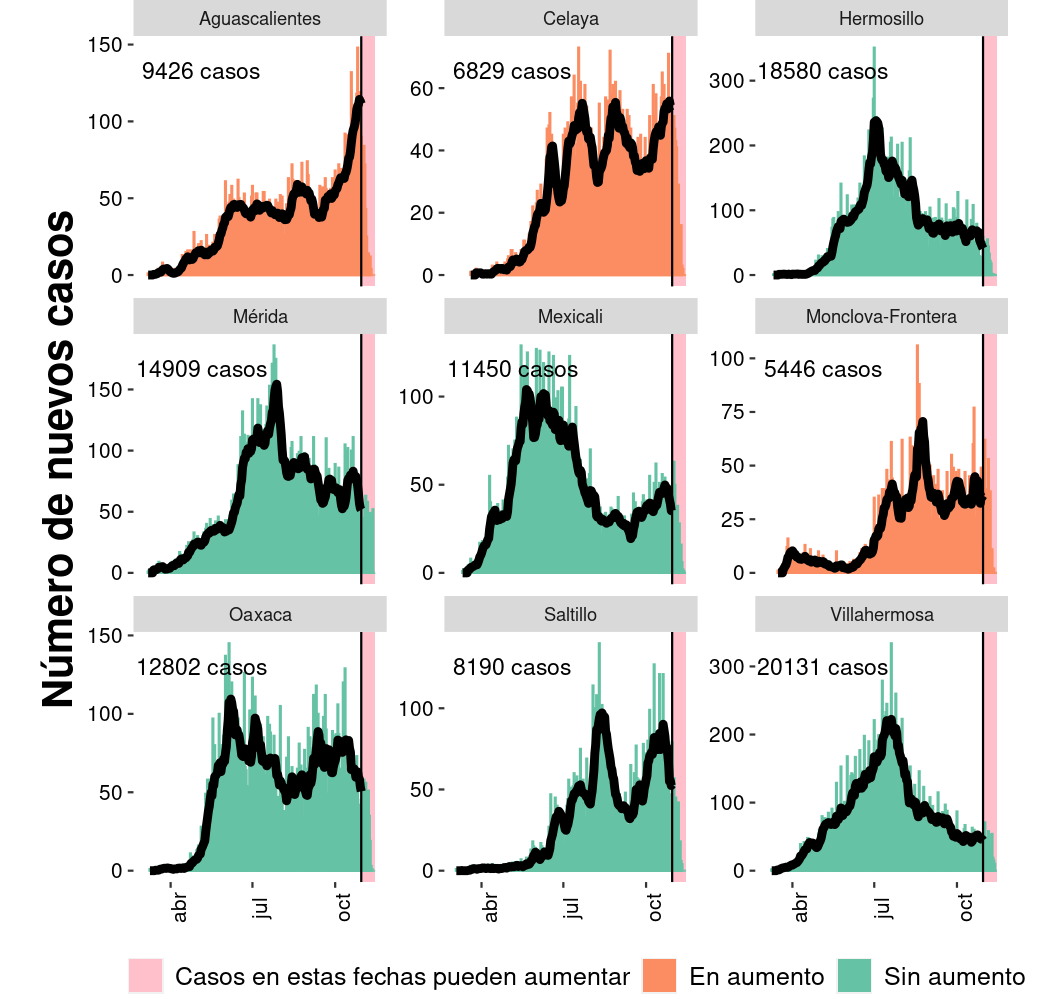 Número de nuevos casos
Aguascalientes
9426 casos
150
100
50
0
Celaya
6829 casos
60
40
20
0
Hermosillo
18580 casos
300
200
100
0
Mérida
14909 casos
150
100
50
0
Mexicali
11450 casos
100
50
0
Monclova-Frontera
5446 casos
100
75
50
25
0
Oaxaca
12802 casos
150
100
50
0
abr jul oct
Saltillo
8190 casos
100
50
0
abr jul oct
Villahermosa
20131 casos
300
200
100
0
abr jul oct
Casos en estas fechas pueden aumentar En aumento Sin aumento